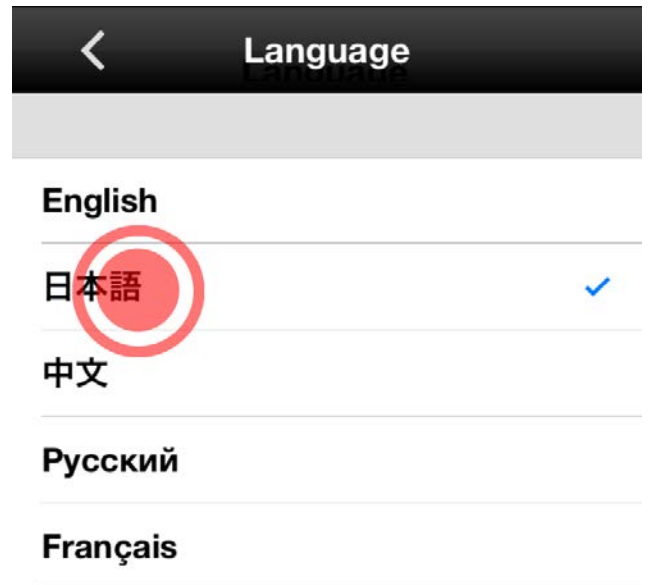 Language
English
日本語
中文
Русский
Français